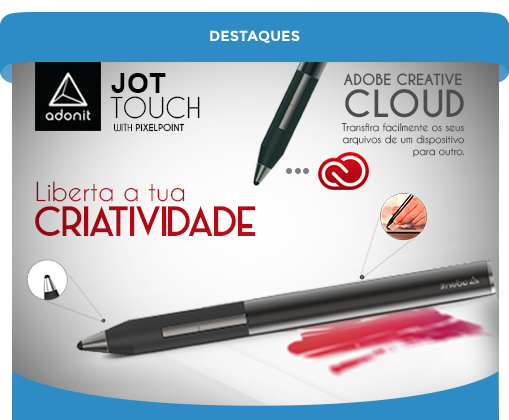 DESTAQUES
adonit
JOT
TOUCH
WITH PIXELPOINT
ADOBE CREATIVE
CLOUD
Transfira facilmente os seus
arquivos de um dispositivo
para outro.
Liberta a tua
CRIATIVIDADE
adonit